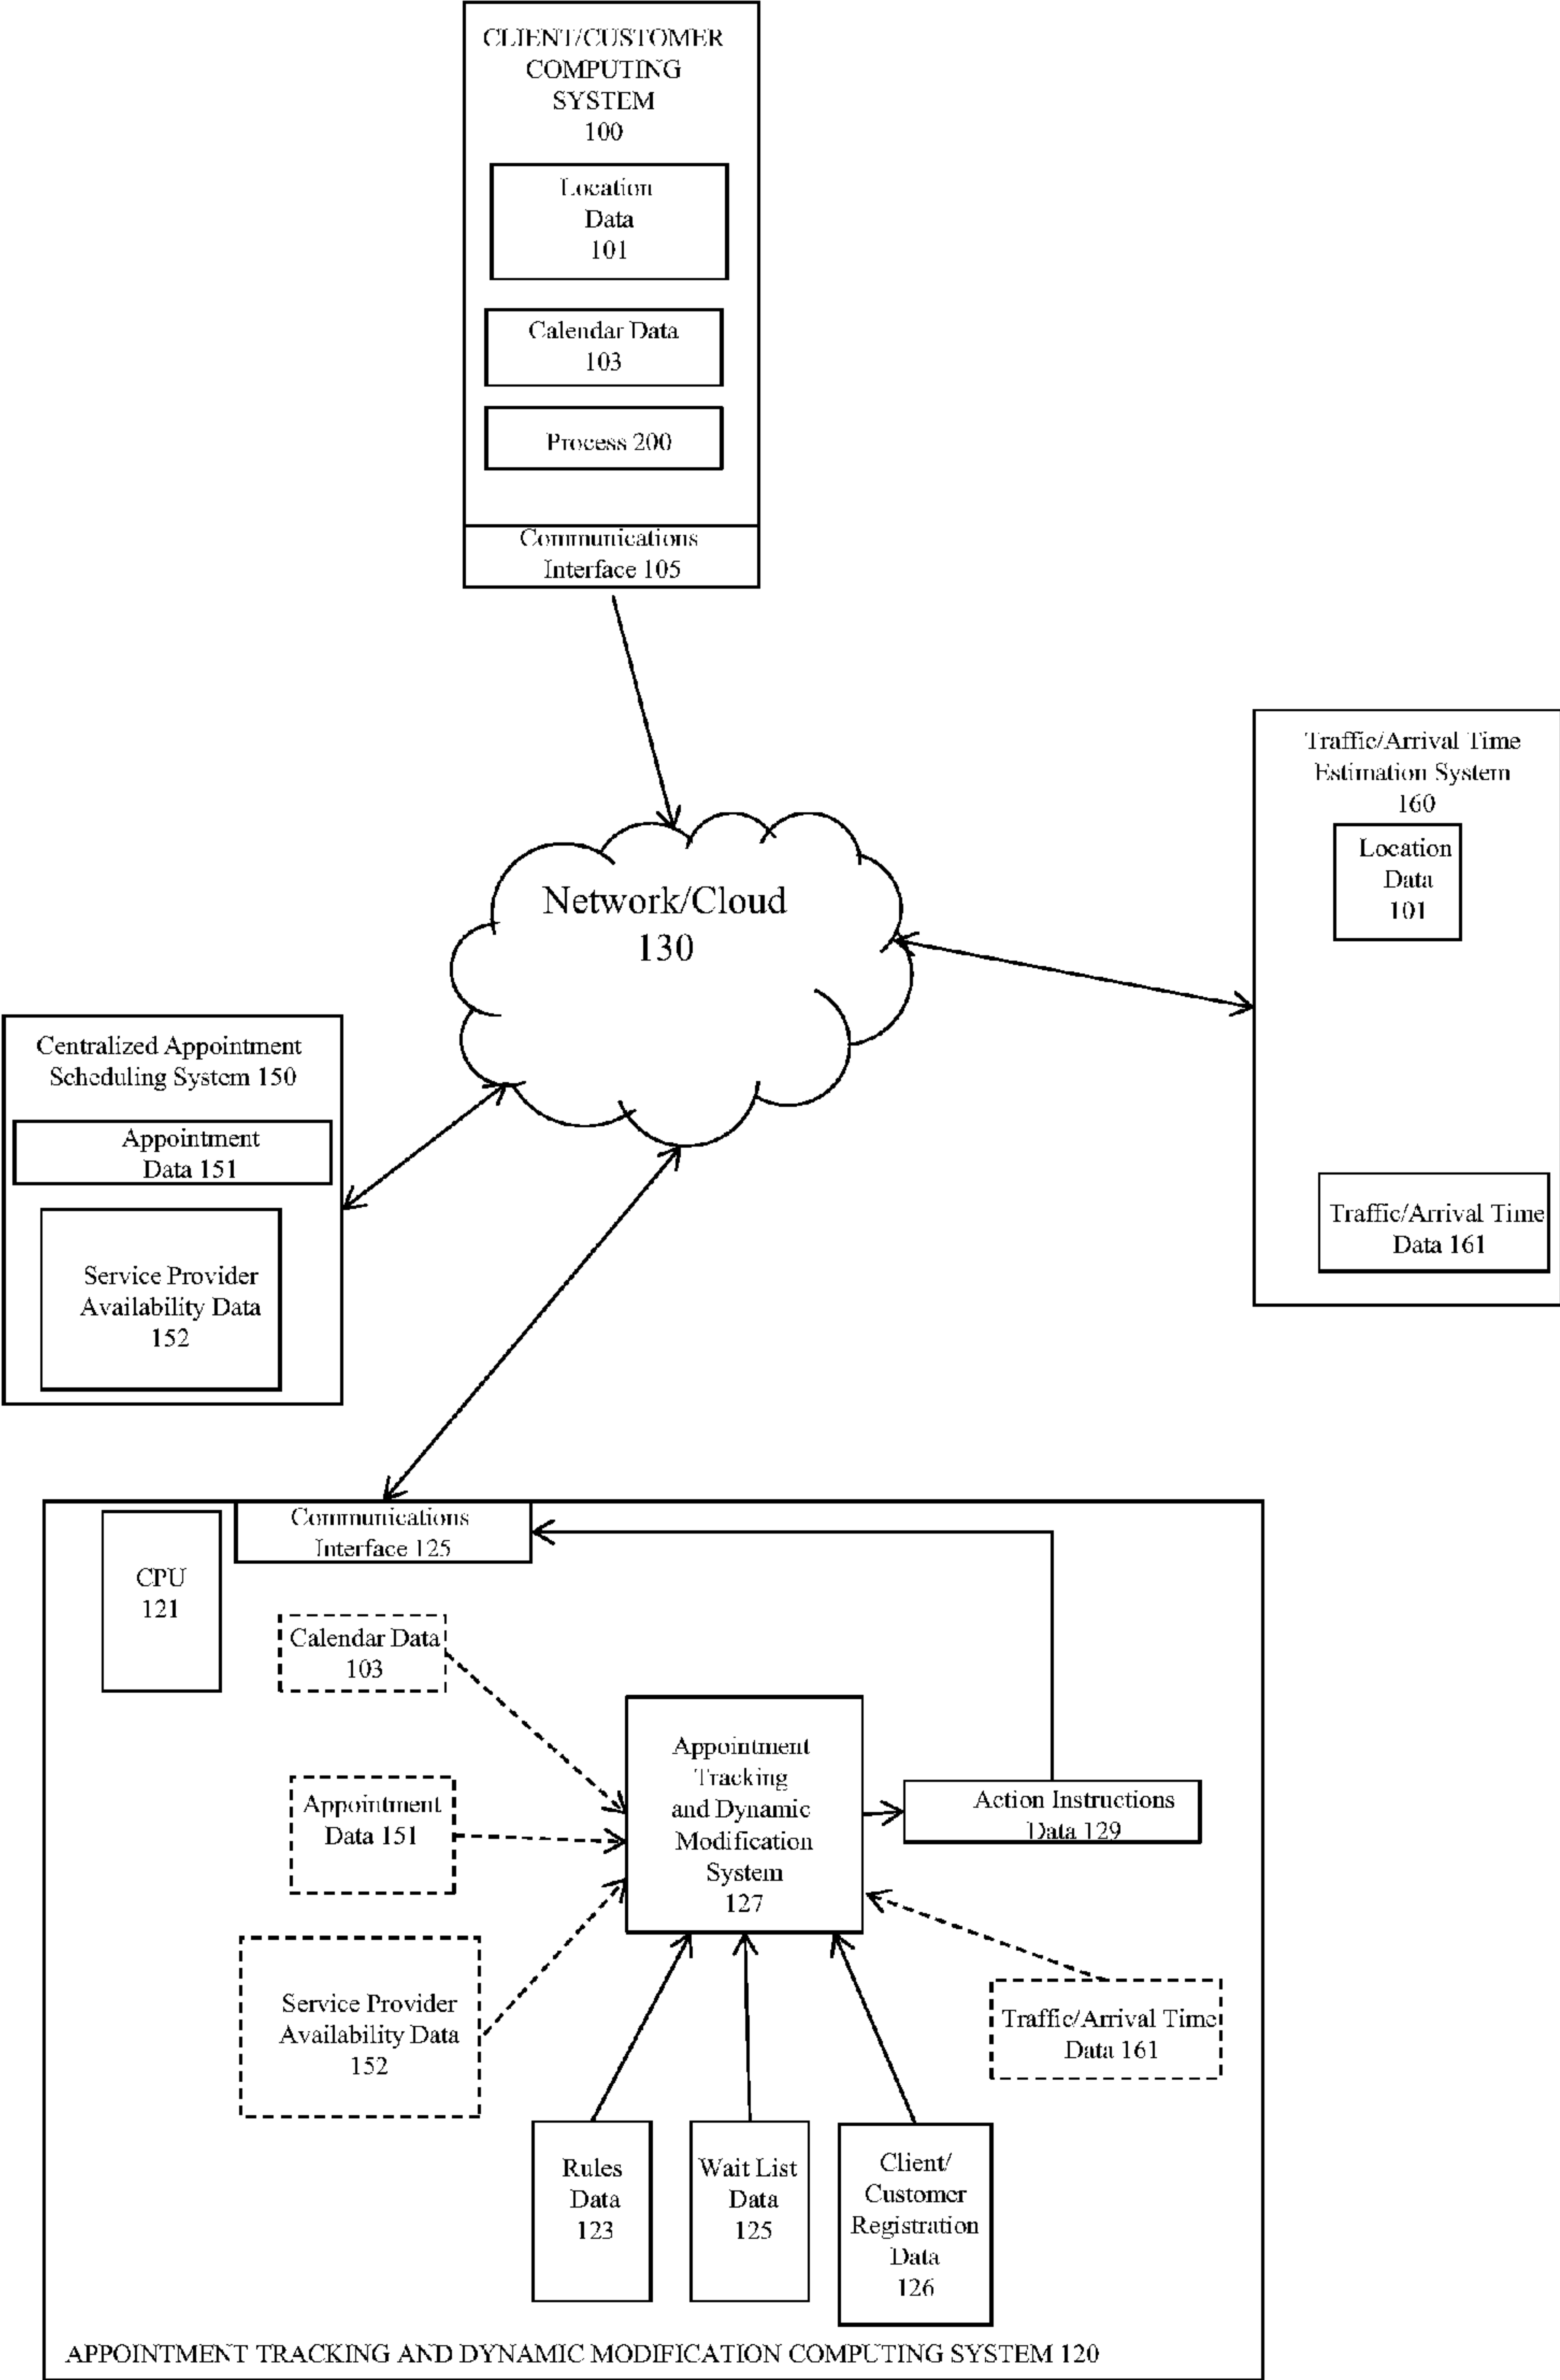 CLIENT/CUSTOMER
COMPUTING
SYSTEM
100
Location
Data
101
Calendar Data
103
Process 200
Communications
Interface 105
Traffic/Arrival Time
Estimation System
160
Location
Data
101
Traffic/Arrival Time
Data 161
Network/Cloud
130
Centralized Appointment
Scheduling System 150
Appointment
Data 151
Service Provider
Availability Data
152
Communications
Interface 125
CPU
121
Calendar Data
103
Appointment
Data 151
Service Provider
Availability Data
152
Appointment
Tracking
and Dynamic
Modification
System
127
Action Instructions
Data 129
Traffic/Arrival Time
Data 161
Rules
Data
123
Wait List
Data
125
Client/
Customer
Registration
Data
126
APPOINTMENT TRACKING AND DYNAMIC MODIFICATION COMPUTING SYSTEM 120